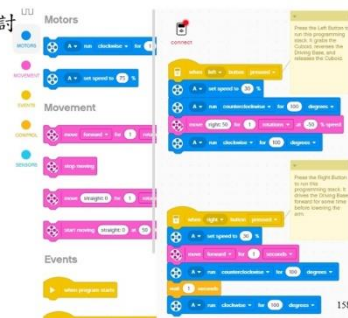 討
Motors
MOTORS
A run clockwise for 1
A set speed to 75 %
MOVEMENT
Movement
EVENTS
move forward for 1
CONTROL
stop moving
SENSORS
move straight: 0 for 1
start moving straight: 0 at 50
Events
when program starts
connect
Press the Left Button to
run this programming
stack. It grabs the
Cuboid, reverses the
Driving Base, and
releases the Cuboid.
when left button pressed
A set speed to 30 %
A run counterclockwise for 100 degrees
move right: 50 for 1 rotations at -50 % speed
A run clockwise for 100 degrees
Press the Right Button
to run this
programming stack. It
drives the Driving Base
forward for some time
before lowering the
arm.
when right button pressed
A set speed to 30 %
move forward for 1 seconds
A run counterclockwise for 100 degrees
wait 1 seconds
A run clockwise for 100 degrees